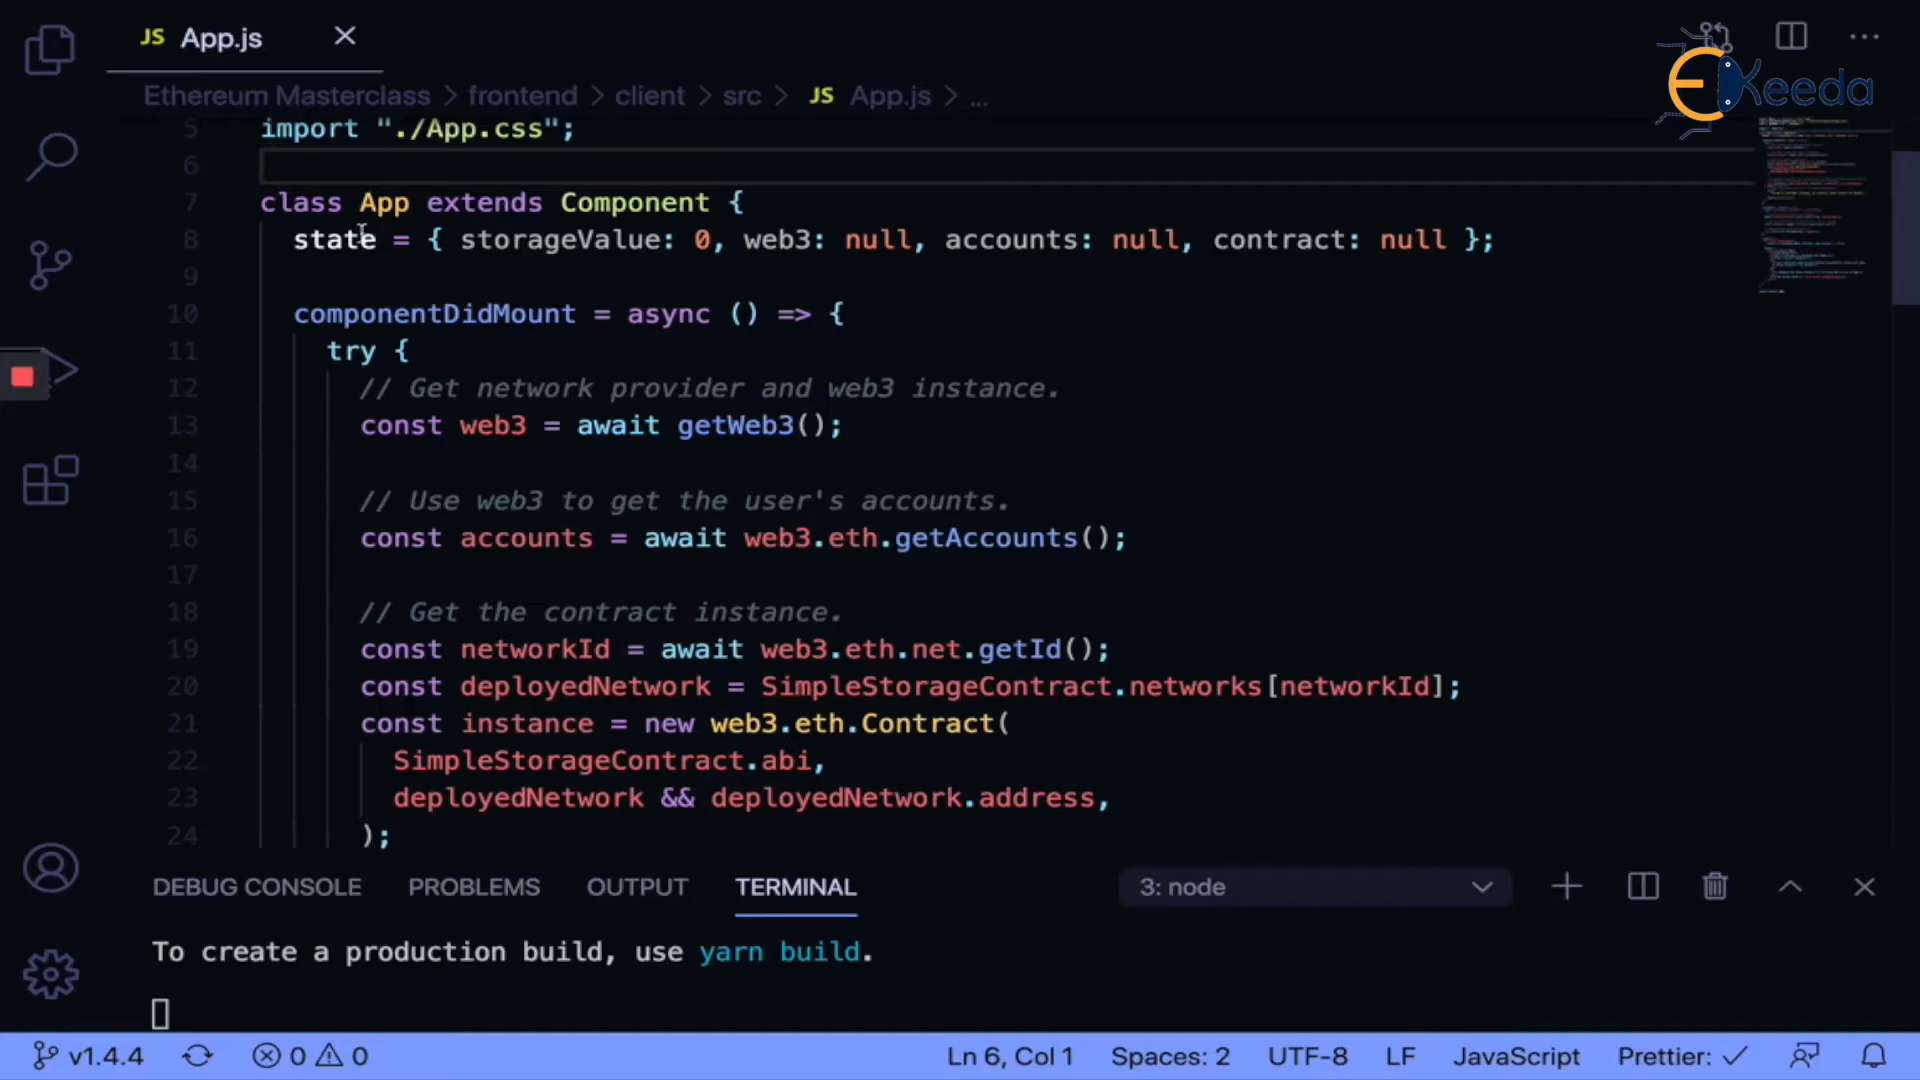 JS App.js
Ethereum Masterclass > frontend > client > src > JS App.js > ...
EKeeda
5 import "./App.css";
6
7 class App extends Component {
8 state = { storageValue: 0, web3: null, accounts: null, contract: null };
9
10 componentDidMount = async () => {
11 try {
12 // Get network provider and web3 instance.
13 const web3 = await getWeb3();
14
15 // Use web3 to get the user's accounts.
16 const accounts = await web3.eth.getAccounts();
17
18 // Get the contract instance.
19 const networkId = await web3.eth.net.getId();
20 const deployedNetwork = SimpleStorageContract.networks[networkId];
21 const instance = new web3.eth.Contract(
22 SimpleStorageContract.abi,
23 deployedNetwork && deployedNetwork.address,
24 );
DEBUG CONSOLE PROBLEMS OUTPUT TERMINAL 3: node
To create a production build, use yarn build.
v1.4.4 0 0 Ln 6, Col 1 Spaces: 2 UTF-8 LF JavaScript Prettier: ✓